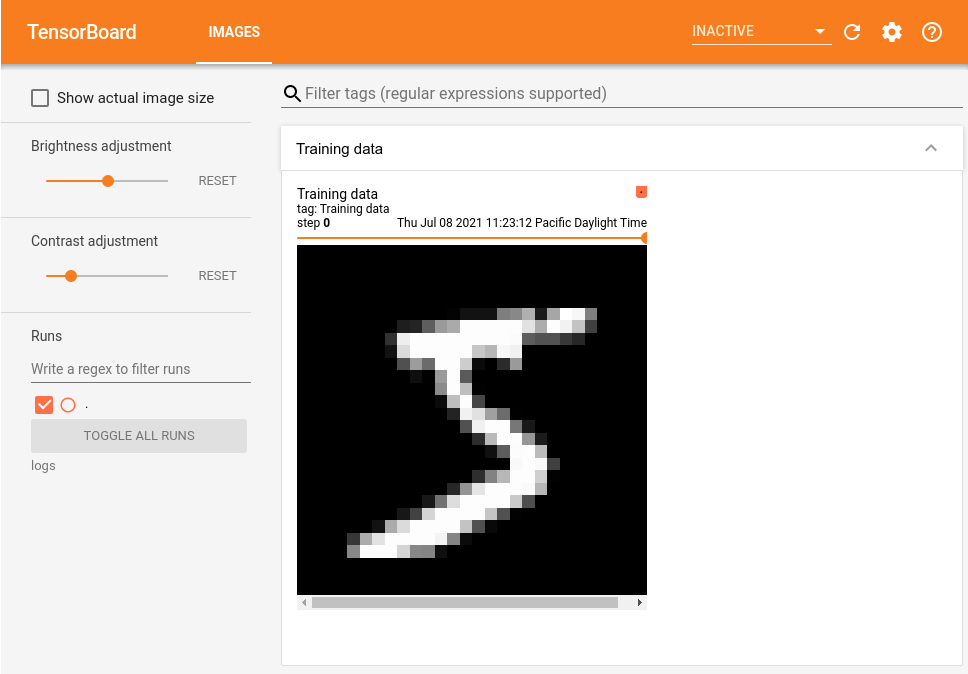 TensorBoard IMAGES INACTIVE
Show actual image size
Filter tags (regular expressions supported)
Brightness adjustment
RESET
Training data
Training data
tag: Training data
step 0 Thu Jul 08 2021 11:23:12 Pacific Daylight Time
Contrast adjustment
RESET
Runs
Write a regex to filter runs
.
TOGGLE ALL RUNS
logs
5